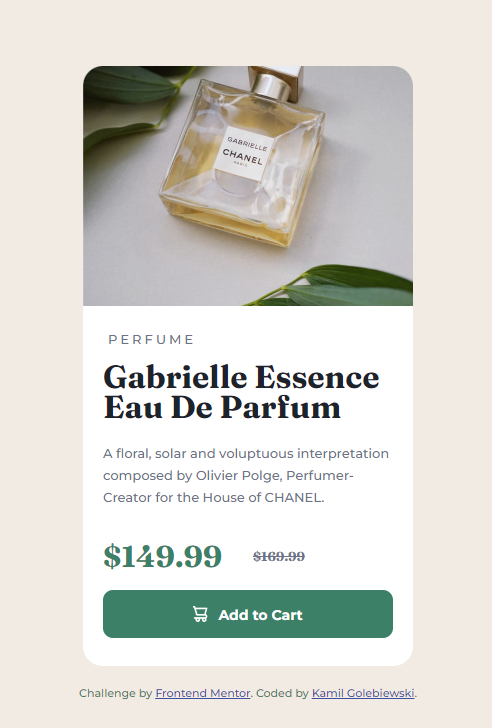 GABRIELLE
CHANEL
PARIS
PERFUME
Gabrielle Essence
Eau De Parfum
A floral, solar and voluptuous interpretation
composed by Olivier Polge, Perfumer-
Creator for the House of CHANEL.
$149.99 $169.99
Add to Cart
Challenge by Frontend Mentor. Coded by Kamil Golebiewski.